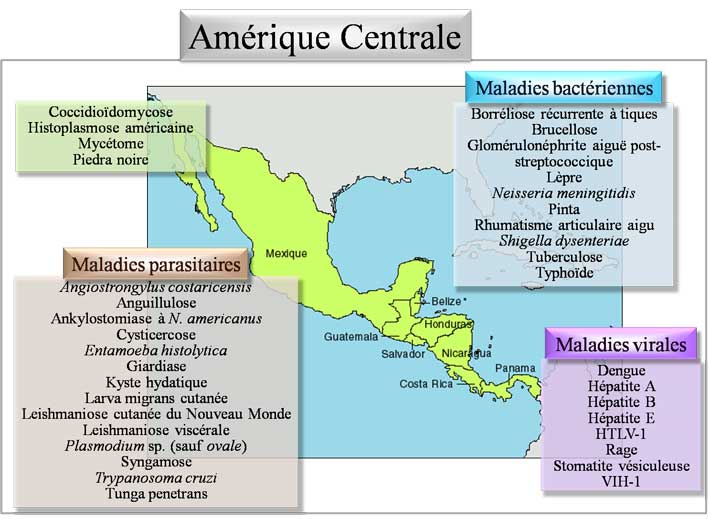 Amérique Centrale
Coccidioïdomycose
Histoplasmose américaine
Mycétome
Piedra noire
Maladies bactériennes
Borréliose récurrente à tiques
Brucellose
Glomérulonéphrite aiguë post-
streptococcique
Lèpre
Neisseria meningitidis
Pinta
Rhumatisme articulaire aigu
Shigella dysenteriae
Tuberculose
Typhoïde
Maladies parasitaires
Angiostrongylus costaricensis
Anguillulose
Ankylostomiase à N. americanus
Cysticercose
Entamoeba histolytica
Giardiase
Kyste hydatique
Larva migrans cutanée
Leishmaniose cutanée du Nouveau Monde
Leishmaniose viscérale
Plasmodium sp. (sauf ovale)
Syngamose
Trypanosoma cruzi
Tunga penetrans
Mexique
Belize
Honduras
Guatemala
Salvador
Nicaragua
Costa Rica
Panama
Maladies virales
Dengue
Hépatite A
Hépatite B
Hépatite E
HTLV-1
Rage
Stomatite vésiculeuse
VIH-1